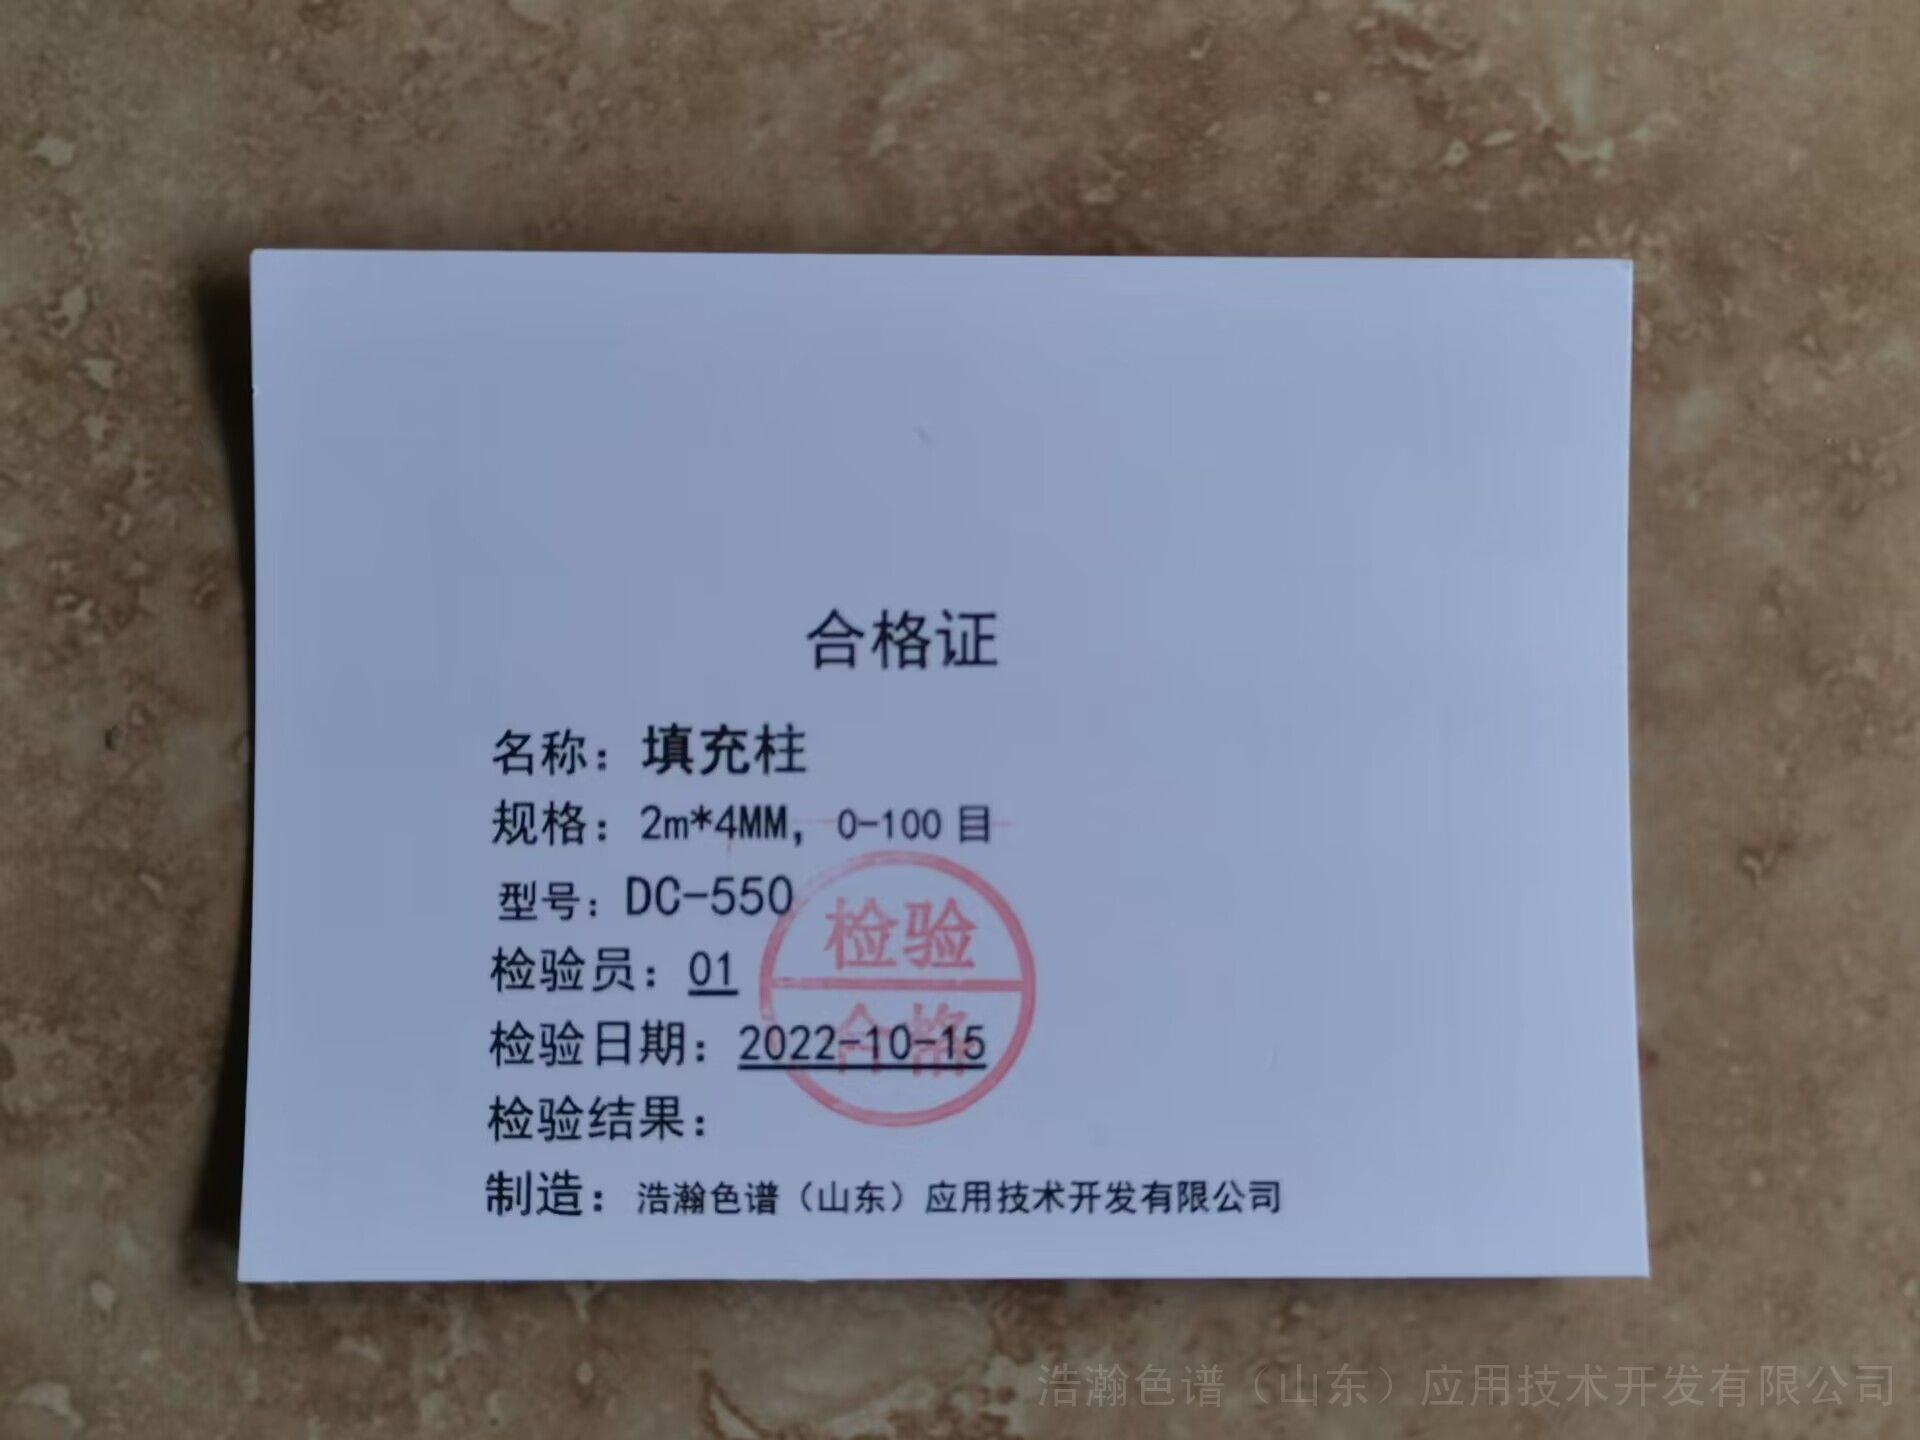 合格证
名称：填充柱
规格：2m*4MM，0-100 目
型号：DC-550
检验
检验员：01
合格
检验日期：2022-10-15
检验结果：
制造：浩瀚色谱（山东）应用技术开发有限公司
浩瀚色谱（山东）应用技术开发有限公司